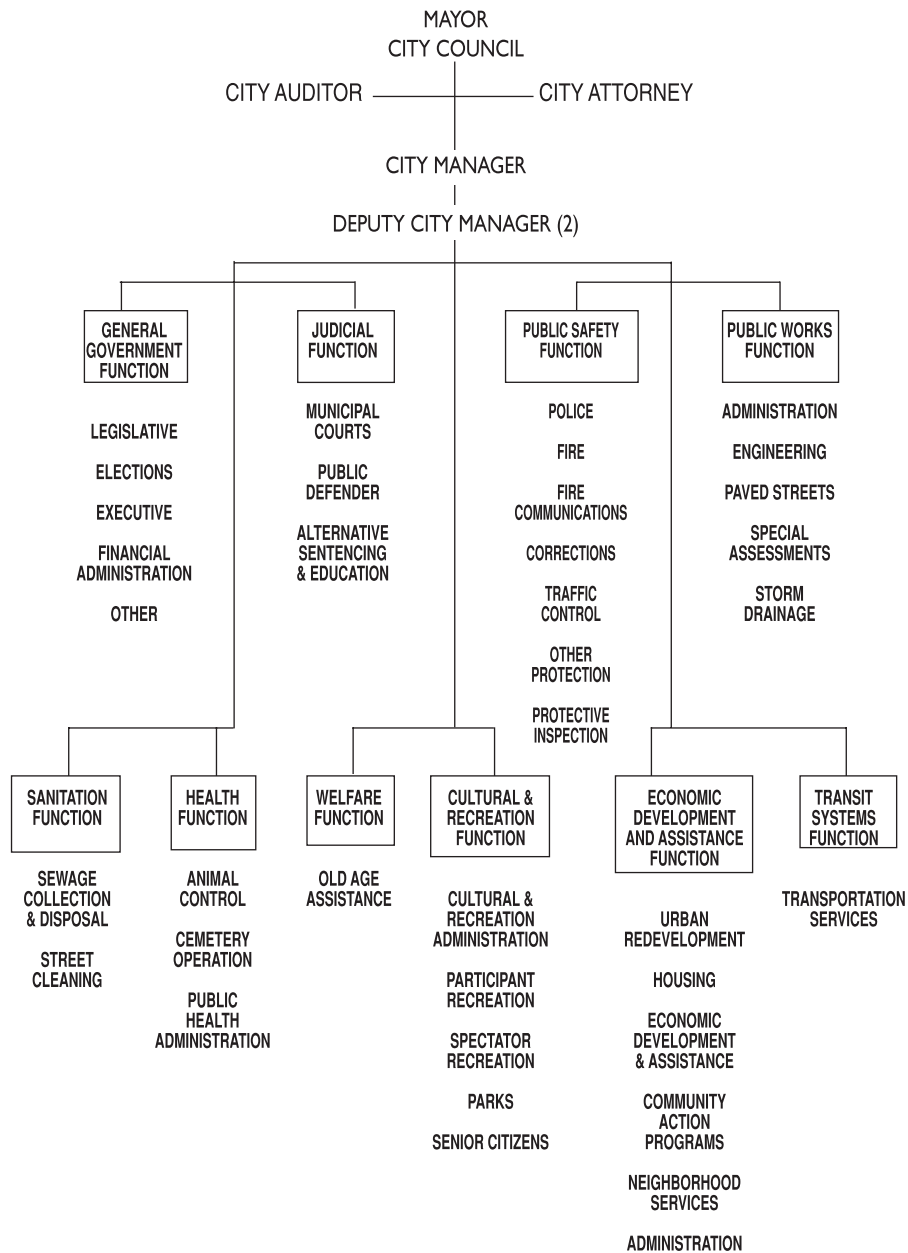 MAYOR
CITY COUNCIL
CITY AUDITOR
CITY ATTORNEY
CITY MANAGER
DEPUTY CITY MANAGER (2)
GENERAL
GOVERNMENT
FUNCTION
LEGISLATIVE
ELECTIONS
EXECUTIVE
FINANCIAL
ADMINISTRATION
OTHER
JUDICIAL
FUNCTION
MUNICIPAL
COURTS
PUBLIC
DEFENDER
ALTERNATIVE
SENTENCING
& EDUCATION
PUBLIC SAFETY
FUNCTION
POLICE
FIRE
FIRE
COMMUNICATIONS
CORRECTIONS
TRAFFIC
CONTROL
OTHER
PROTECTION
PROTECTIVE
INSPECTION
PUBLIC WORKS
FUNCTION
ADMINISTRATION
ENGINEERING
PAVED STREETS
SPECIAL
ASSESSMENTS
STORM
DRAINAGE
SANITATION
FUNCTION
SEWAGE
COLLECTION
& DISPOSAL
STREET
CLEANING
HEALTH
FUNCTION
ANIMAL
CONTROL
CEMETERY
OPERATION
PUBLIC
HEALTH
ADMINISTRATION
WELFARE
FUNCTION
OLD AGE
ASSISTANCE
CULTURAL &
RECREATION
FUNCTION
CULTURAL &
RECREATION
ADMINISTRATION
PARTICIPANT
RECREATION
SPECTATOR
RECREATION
PARKS
SENIOR CITIZENS
ECONOMIC
DEVELOPMENT
AND ASSISTANCE
FUNCTION
URBAN
REDEVELOPMENT
HOUSING
ECONOMIC
DEVELOPMENT
& ASSISTANCE
COMMUNITY
ACTION
PROGRAMS
NEIGHBORHOOD
SERVICES
ADMINISTRATION
TRANSIT
SYSTEMS
FUNCTION
TRANSPORTATION
SERVICES